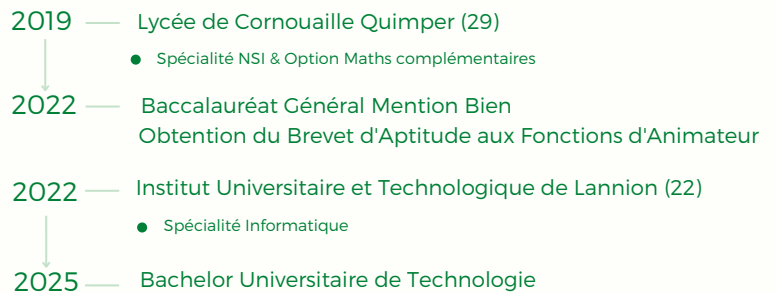 2019 Lycée de Cornouaille Quimper (29)
Spécialité NSI & Option Maths complémentaires
2022 Baccalauréat Général Mention Bien
Obtention du Brevet d'Aptitude aux Fonctions d'Animateur
2022 Institut Universitaire et Technologique de Lannion (22)
Spécialité Informatique
2025 Bachelor Universitaire de Technologie